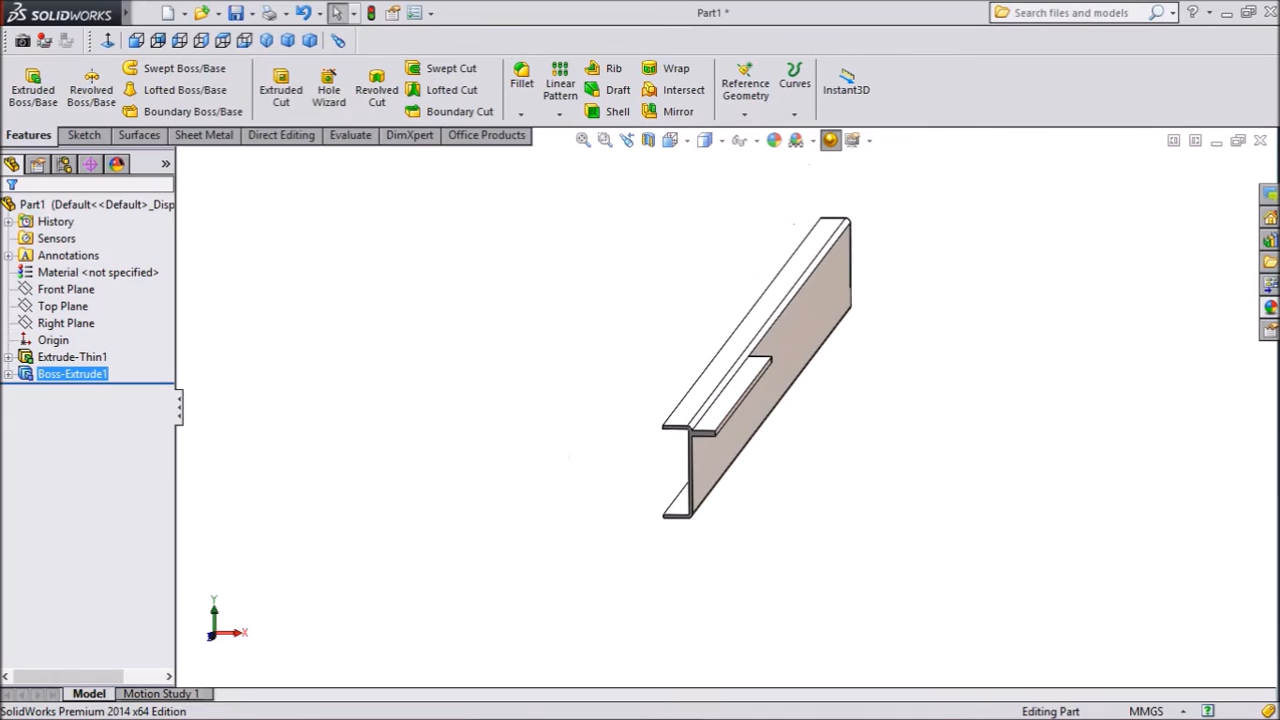 SOLIDWORKS
Part1 *
Search files and models
Extruded Boss/Base
Revolved Boss/Base
Swept Boss/Base
Lofted Boss/Base
Boundary Boss/Base
Extruded Cut
Hole Wizard
Revolved Cut
Swept Cut
Lofted Cut
Boundary Cut
Fillet
Linear Pattern
Rib
Draft
Shell
Wrap
Intersect
Mirror
Reference Geometry
Curves
Instant3D
Features
Sketch
Surfaces
Sheet Metal
Direct Editing
Evaluate
DimXpert
Office Products
Part1 (Default<<Default>_Disp
History
Sensors
Annotations
Material <not specified>
Front Plane
Top Plane
Right Plane
Origin
Extrude-Thin1
Boss-Extrude1
Y
X
Z
Model
Motion Study 1
SolidWorks Premium 2014 x64 Edition
Editing Part
MMGS